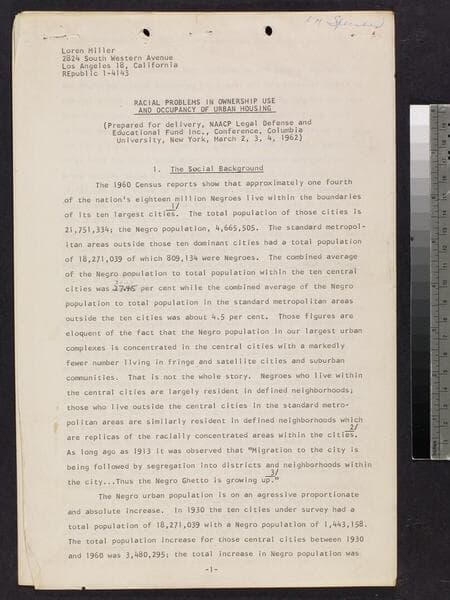 Loren Miller
2824 South Western Avenue
Los Angeles 18, California
REpublic 1-4143
RACIAL PROBLEMS IN OWNERSHIP USE
AND OCCUPANCY OF URBAN HOUSING
(Prepared for delivery, NAACP Legal Defense and
Educational Fund Inc., Conference, Columbia
University, New York, March 2, 3, 4, 1962)
1. The Social Background
The 1960 Census reports show that approximately one fourth
of the nation's eighteen million Negroes live within the boundaries
of its ten largest cities. 1/ The total population of those cities is
21,751,334; the Negro population, 4,665,505. The standard metropol-
itan areas outside those ten dominant cities had a total population
of 18,271,039 of which 809,134 were Negroes. The combined average
of the Negro population to total population within the ten central
cities was per cent while the combined average of the Negro
population to total population in the standard metropolitan areas
outside the ten cities was about 4.5 per cent. Those figures are
eloquent of the fact that the Negro population in our largest urban
complexes is concentrated in the central cities with a markedly
fewer number living in fringe and satellite cities and suburban
communities. That is not the whole story. Negroes who live within
the central cities are largely resident in defined neighborhoods;
those who live outside the central cities in the standard metro-
politan areas are similarly resident in defined neighborhoods which
are replicas of the racially concentrated areas within the cities. 2/
As long ago as 1913 it was observed that "Migration to the city is
being followed by segregation into districts and neighborhoods within
the city...Thus the Negro Ghetto is growing up." 3/
The Negro urban population is on an agressive proportionate
and absolute increase. In 1930 the ten cities under survey had a
total population of 18,271,039 with a Negro population of 1,443,158.
The total population increase for those central cities between 1930
and 1960 was 3,480,295; the total increase in Negro population was
-1-